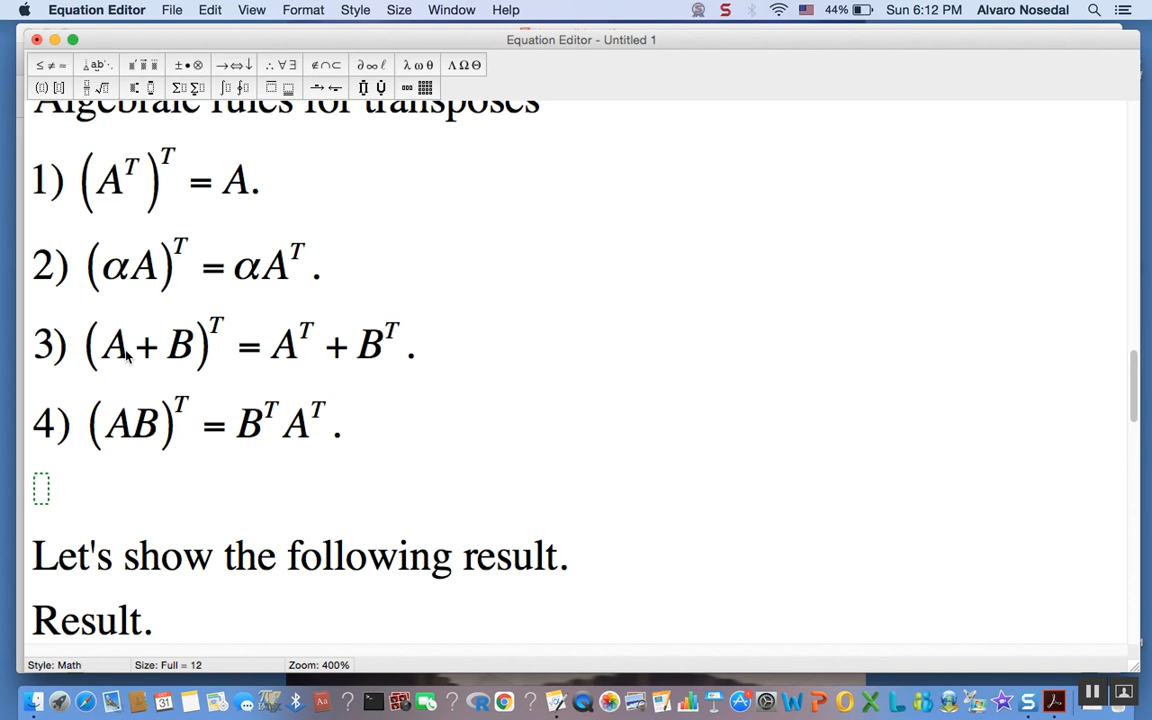 Equation Editor File Edit View Format Style Size Window Help 44% Sun 6:12 PM Alvaro Nosedal
Equation Editor - Untitled 1
Algebraic rules for transposes
1) (A^T)^T = A.
2) (αA)^T = αA^T.
3) (A + B)^T = A^T + B^T.
4) (AB)^T = B^T A^T.
Let's show the following result.
Result.
Style: Math Size: Full = 12 Zoom: 400%